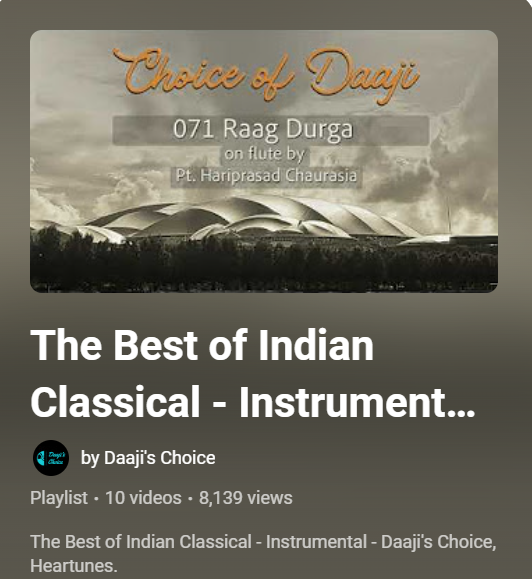 Choice of Daaji
071 Raag Durga
on flute by
Pt. Hariprasad Chaurasia
The Best of Indian
Classical - Instrument...
Daaji's
Choice
by Daaji's Choice
Playlist • 10 videos • 8,139 views
The Best of Indian Classical - Instrumental - Daaji's Choice,
Heartunes.